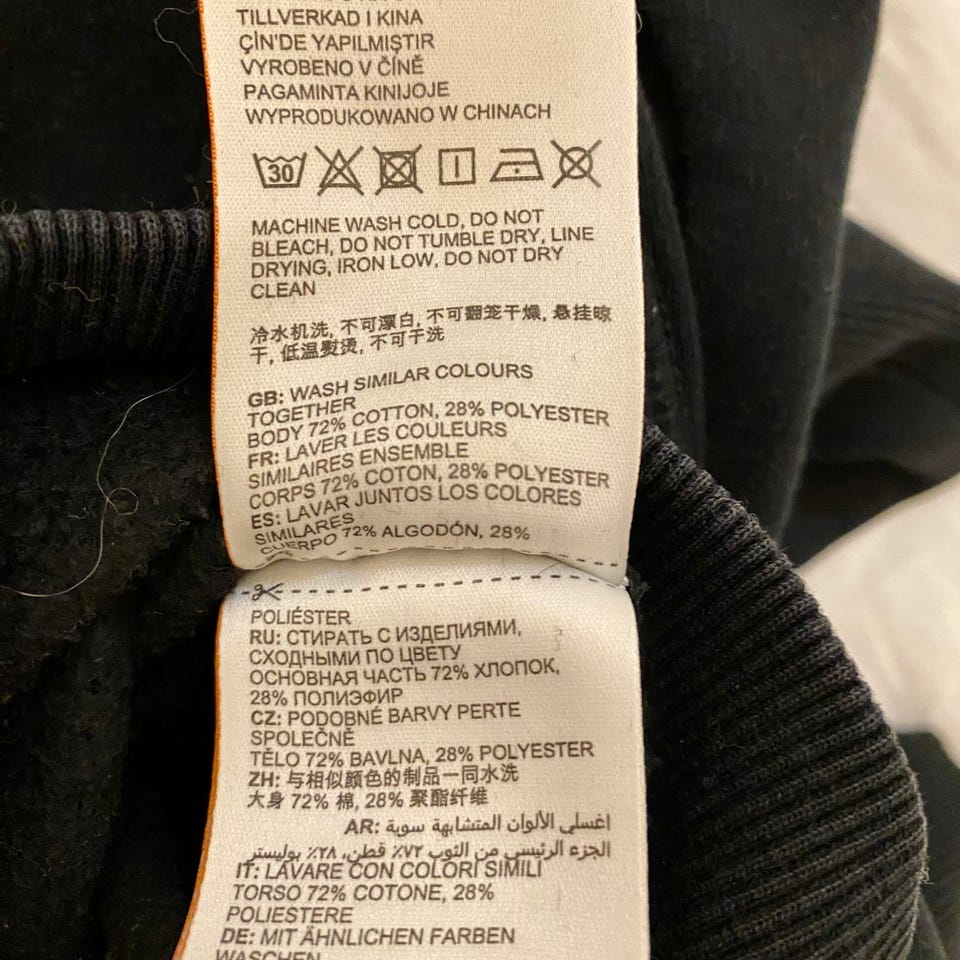 TILLVERKAD I KINA
ÇİN'DE YAPILMIŞTIR
VYROBENO V ČÍNĚ
PAGAMINTA KINIJOJE
WYPRODUKOWANO W CHINACH
30
MACHINE WASH COLD, DO NOT
BLEACH, DO NOT TUMBLE DRY, LINE
DRYING, IRON LOW, DO NOT DRY
CLEAN
冷水机洗, 不可漂白, 不可翻笼干燥, 悬挂晾
干, 低温熨烫, 不可干洗
GB: WASH SIMILAR COLOURS
TOGETHER
BODY 72% COTTON, 28% POLYESTER
FR: LAVER LES COULEURS
SIMILAIRES ENSEMBLE
CORPS 72% COTON, 28% POLYESTER
ES: LAVAR JUNTOS LOS COLORES
SIMILARES
CUERPO 72% ALGODÓN, 28%
POLIÉSTER
RU: СТИРАТЬ С ИЗДЕЛИЯМИ,
СХОДНЫМИ ПО ЦВЕТУ
ОСНОВНАЯ ЧАСТЬ 72% ХЛОПОК,
28% ПОЛИЭФИР
CZ: PODOBNÉ BARVY PERTE
SPOLEČNĚ
TĚLO 72% BAVLNA, 28% POLYESTER
ZH: 与相似颜色的制品一同水洗
大身 72% 棉, 28% 聚酯纤维
AR: اغسلي الألوان المتشابهة سوية
الجزء الرئيسي من الثوب ٧٢٪ قطن، ٢٨٪ بوليستر
IT: LAVARE CON COLORI SIMILI
TORSO 72% COTONE, 28%
POLIESTERE
DE: MIT ÄHNLICHEN FARBEN
WASCHEN